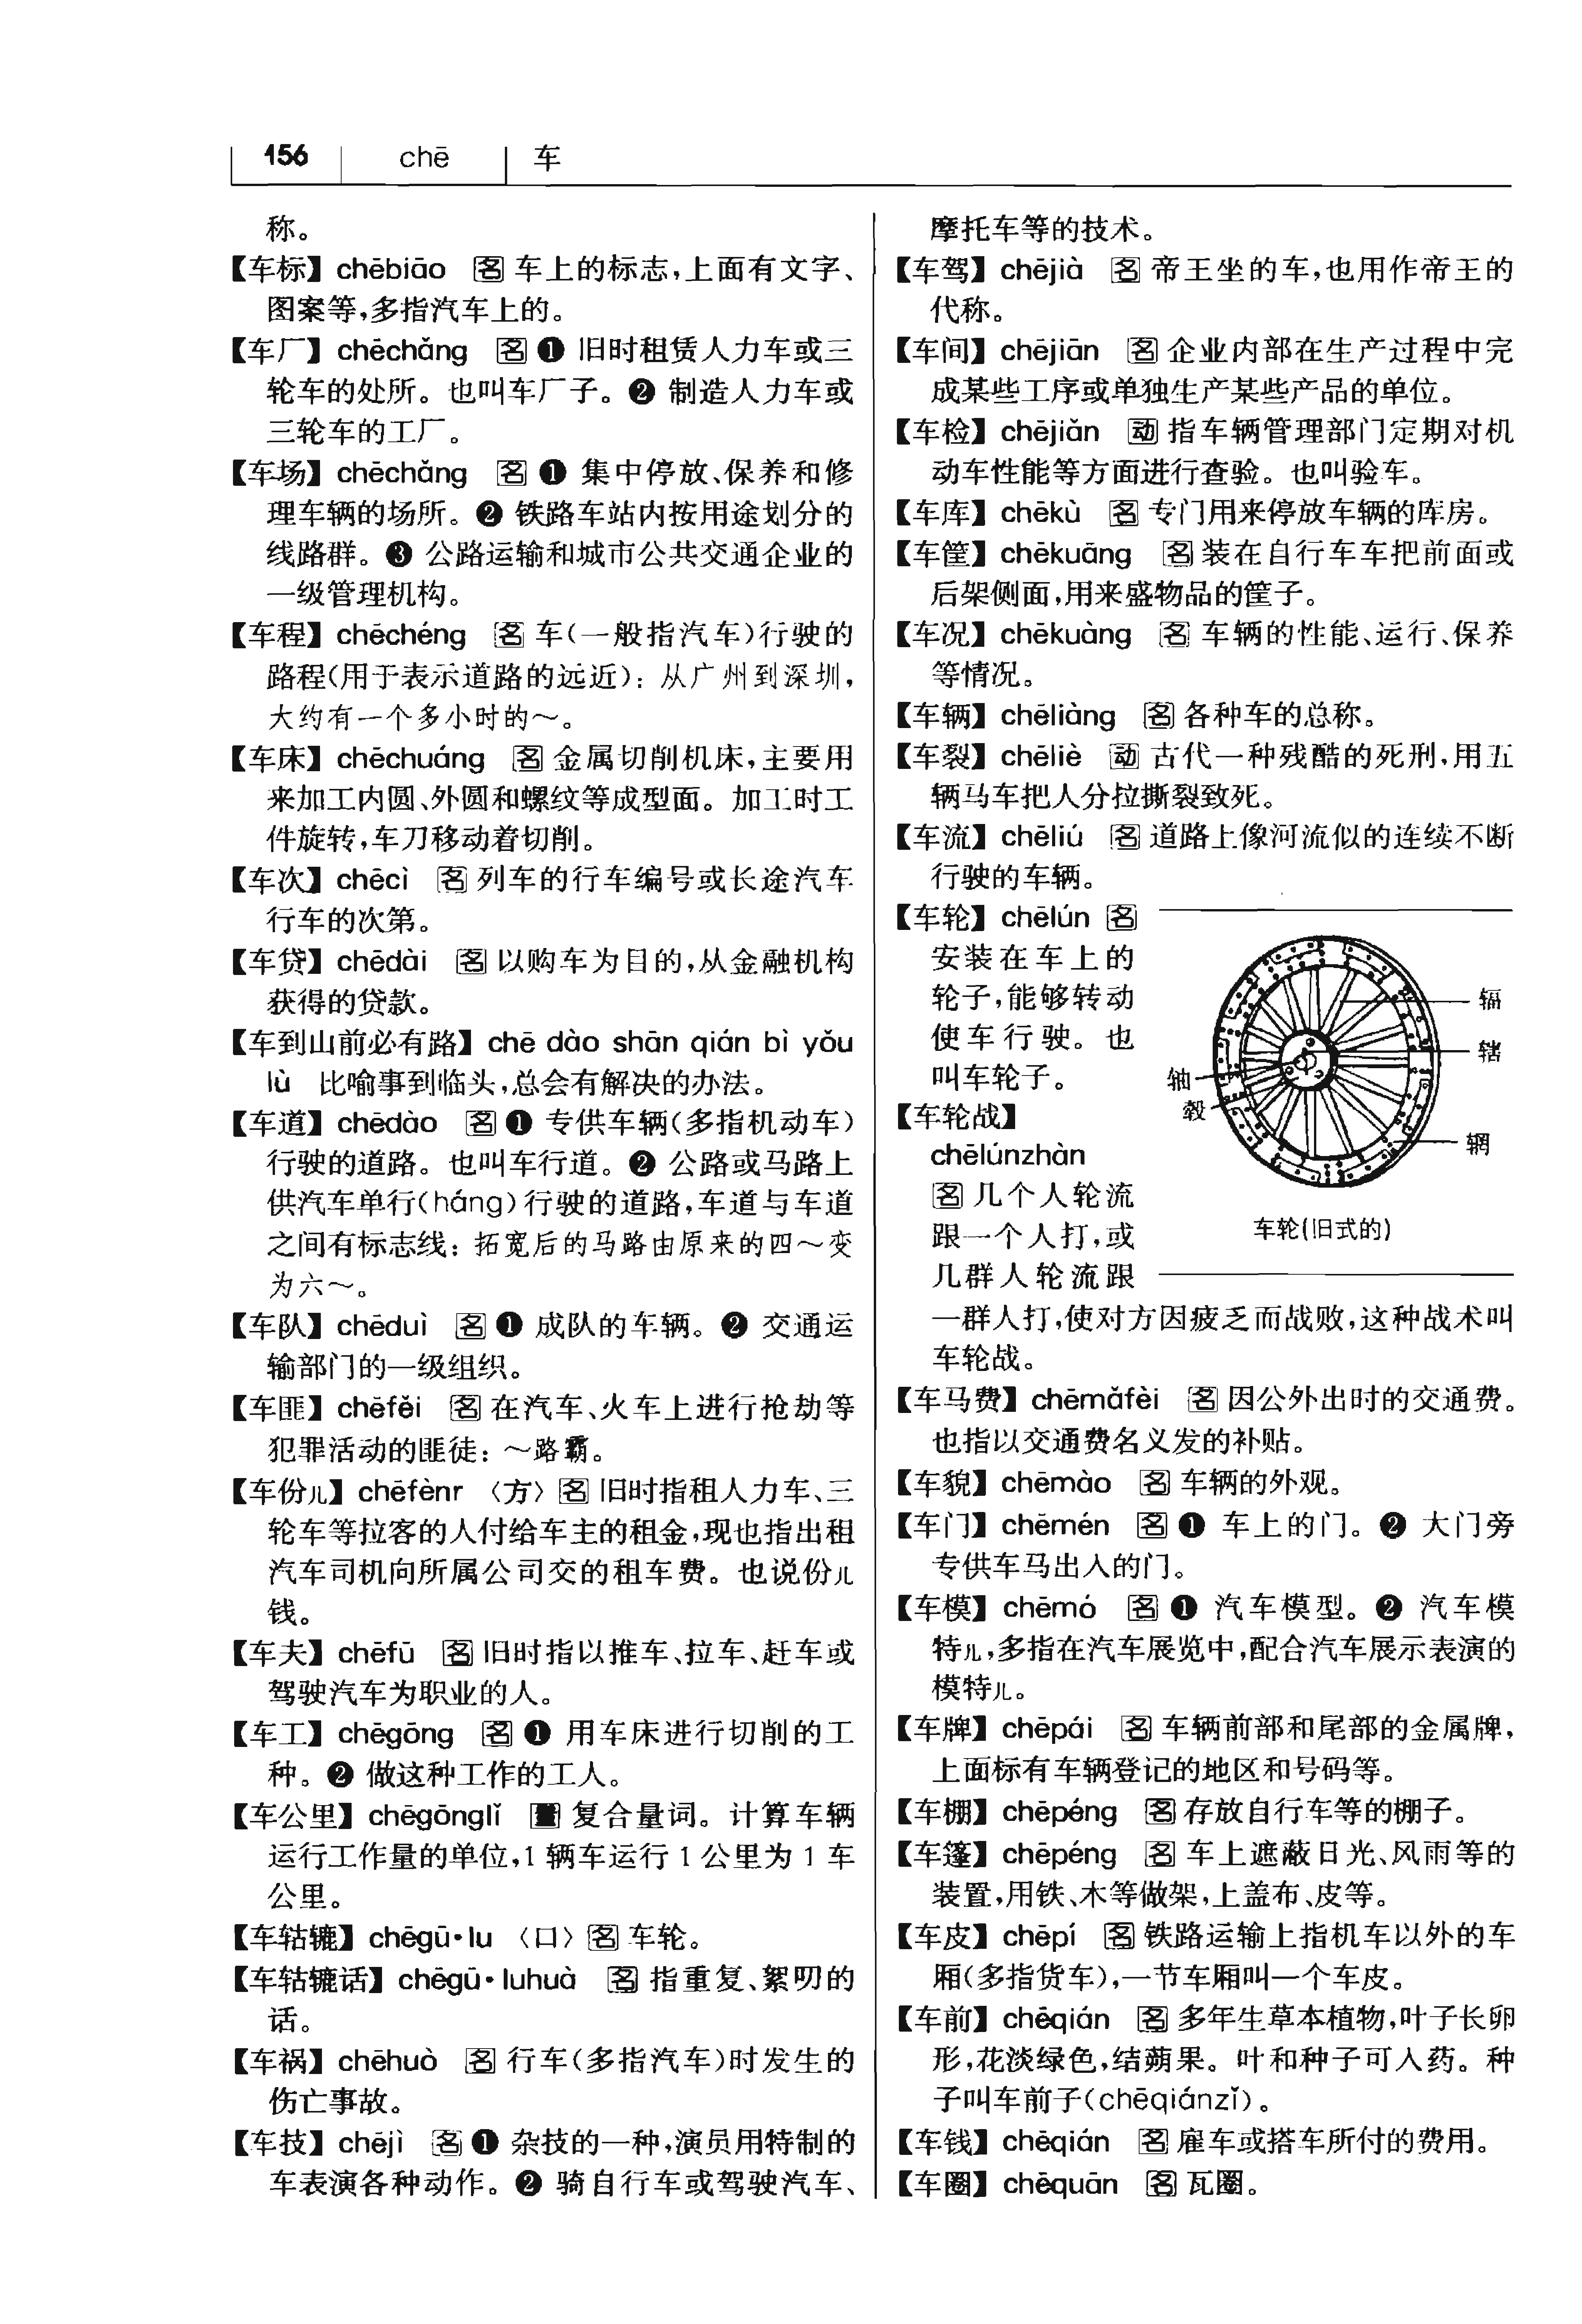 156 chē 车
称。
【车标】 chēbiāo 名 车上的标志,上面有文字、
图案等,多指汽车上的。
【车厂】 chēchǎng 名 ❶ 旧时租赁人力车或三
轮车的处所。也叫车厂子。❷ 制造人力车或
三轮车的工厂。
【车场】 chēchǎng 名 ❶ 集中停放、保养和修
理车辆的场所。❷ 铁路车站内按用途划分的
线路群。❸ 公路运输和城市公共交通企业的
一级管理机构。
【车程】 chēchéng 名 车(一般指汽车)行驶的
路程(用于表示道路的远近):从广州到深圳,
大约有一个多小时的～。
【车床】 chēchuáng 名 金属切削机床,主要用
来加工内圆、外圆和螺纹等成型面。加工时工
件旋转,车刀移动着切削。
【车次】 chēcì 名 列车的行车编号或长途汽车
行车的次第。
【车贷】 chēdài 名 以购车为目的,从金融机构
获得的贷款。
【车到山前必有路】 chē dào shān qián bì yǒu
lù 比喻事到临头,总会有解决的办法。
【车道】 chēdào 名 ❶ 专供车辆(多指机动车)
行驶的道路。也叫车行道。❷ 公路或马路上
供汽车单行(háng)行驶的道路,车道与车道
之间有标志线:拓宽后的马路由原来的四～变
为六～。
【车队】 chēduì 名 ❶ 成队的车辆。❷ 交通运
输部门的一级组织。
【车匪】 chēfěi 名 在汽车、火车上进行抢劫等
犯罪活动的匪徒:～路霸。
【车份儿】 chēfènr 〈方〉名 旧时指租人力车、三
轮车等拉客的人付给车主的租金,现也指出租
汽车司机向所属公司交的租车费。也说份儿
钱。
【车夫】 chēfū 名 旧时指以推车、拉车、赶车或
驾驶汽车为职业的人。
【车工】 chēgōng 名 ❶ 用车床进行切削的工
种。❷ 做这种工作的工人。
【车公里】 chēgōnglǐ 量 复合量词。计算车辆
运行工作量的单位,1 辆车运行 1 公里为 1 车
公里。
【车轱辘】 chēgū•lu 〈口〉名 车轮。
【车轱辘话】 chēgū•luhuà 名 指重复、絮叨的
话。
【车祸】 chēhuò 名 行车(多指汽车)时发生的
伤亡事故。
【车技】 chējì 名 ❶ 杂技的一种,演员用特制的
车表演各种动作。❷ 骑自行车或驾驶汽车、
摩托车等的技术。
【车驾】 chējià 名 帝王坐的车,也用作帝王的
代称。
【车间】 chējiān 名 企业内部在生产过程中完
成某些工序或单独生产某些产品的单位。
【车检】 chējiǎn 动 指车辆管理部门定期对机
动车性能等方面进行查验。也叫验车。
【车库】 chēkù 名 专门用来停放车辆的库房。
【车筐】 chēkuāng 名 装在自行车车把前面或
后架侧面,用来盛物品的筐子。
【车况】 chēkuàng 名 车辆的性能、运行、保养
等情况。
【车辆】 chēliàng 名 各种车的总称。
【车裂】 chēliè 动 古代一种残酷的死刑,用五
辆马车把人分拉撕裂致死。
【车流】 chēliú 名 道路上像河流似的连续不断
行驶的车辆。
【车轮】 chēlún 名
安装在车上的
轮子,能够转动
使车行驶。也
叫车轮子。
【车轮战】
chēlúnzhàn
名 几个人轮流
跟一个人打,或
几群人轮流跟
辐
辖
轴
毂
辋
车轮(旧式的)
一群人打,使对方因疲乏而战败,这种战术叫
车轮战。
【车马费】 chēmǎfèi 名 因公外出时的交通费。
也指以交通费名义发的补贴。
【车貌】 chēmào 名 车辆的外观。
【车门】 chēmén 名 ❶ 车上的门。❷ 大门旁
专供车马出入的门。
【车模】 chēmó 名 ❶ 汽车模型。❷ 汽车模
特儿,多指在汽车展览中,配合汽车展示表演的
模特儿。
【车牌】 chēpái 名 车辆前部和尾部的金属牌,
上面标有车辆登记的地区和号码等。
【车棚】 chēpéng 名 存放自行车等的棚子。
【车篷】 chēpéng 名 车上遮蔽日光、风雨等的
装置,用铁、木等做架,上盖布、皮等。
【车皮】 chēpí 名 铁路运输上指机车以外的车
厢(多指货车),一节车厢叫一个车皮。
【车前】 chēqián 名 多年生草本植物,叶子长卵
形,花淡绿色,结蒴果。叶和种子可入药。种
子叫车前子(chēqiánzǐ)。
【车钱】 chēqián 名 雇车或搭车所付的费用。
【车圈】 chēquān 名 瓦圈。